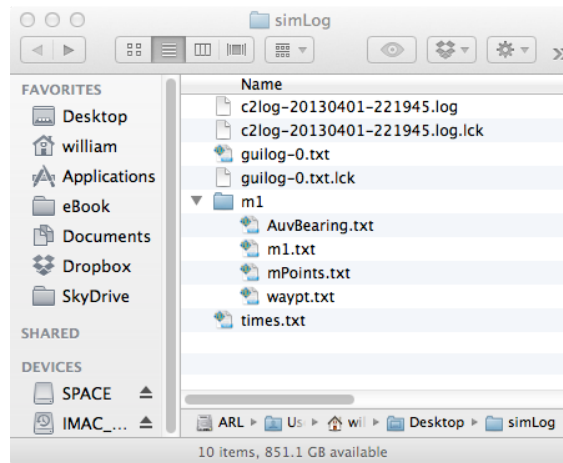 simLog
FAVORITES
Desktop
william
Applications
eBook
Documents
Dropbox
SkyDrive
SHARED
DEVICES
SPACE
IMAC_...
Name
c2log-20130401-221945.log
c2log-20130401-221945.log.lck
guilog-0.txt
guilog-0.txt.lck
m1
AuvBearing.txt
m1.txt
mPoints.txt
waypt.txt
times.txt
ARL Us wil Desktop simLog
10 items, 851.1 GB available